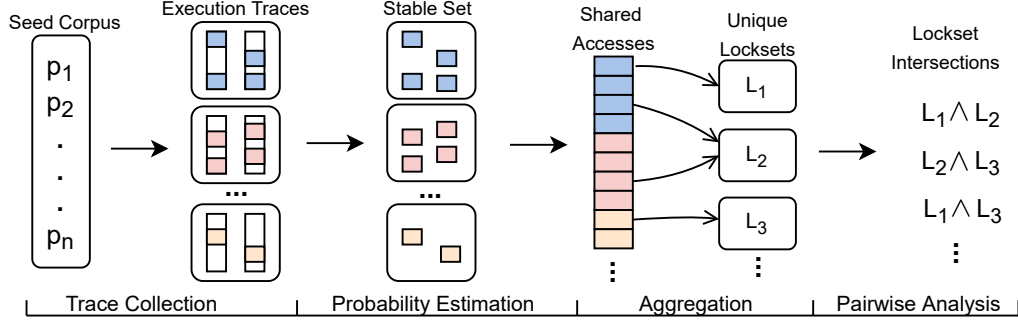 Seed Corpus
p1
p2
.
.
.
pn
Execution Traces
...
Stable Set
...
Shared
Accesses
Unique
Locksets
L1
L2
L3
Lockset
Intersections
L1 ∧ L2
L2 ∧ L3
L1 ∧ L3
Trace Collection
Probability Estimation
Aggregation
Pairwise Analysis